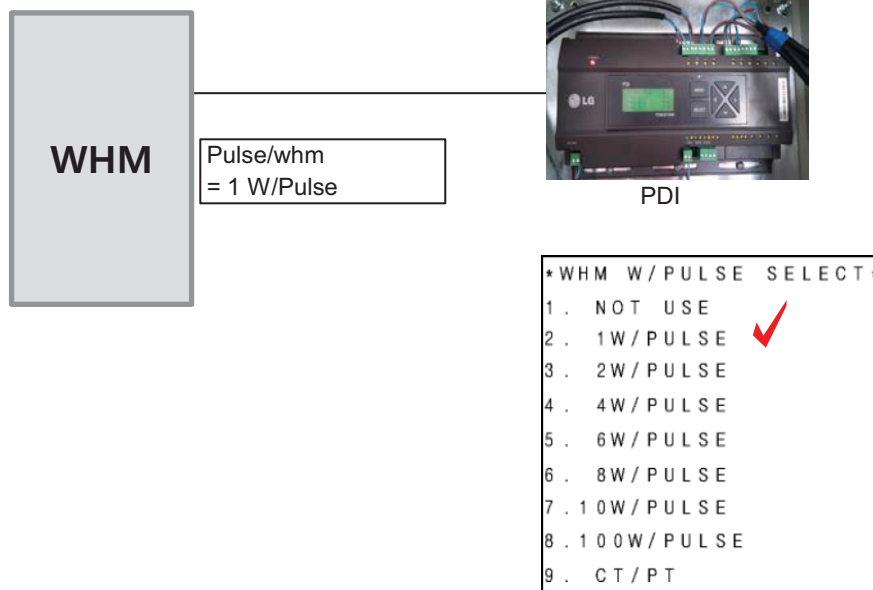 WHM
Pulse/whm
= 1 W/Pulse
LG
PDI
*WHM W/PULSE SELECT*
1. NOT USE
2. 1W/PULSE
3. 2W/PULSE
4. 4W/PULSE
5. 6W/PULSE
6. 8W/PULSE
7.10W/PULSE
8.100W/PULSE
9. CT/PT